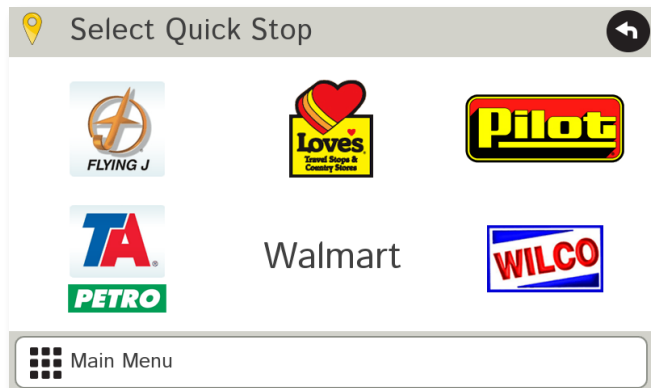 Select Quick Stop
FLYING J
Loves
Travel Stops &
Country Stores
Pilot
TA
PETRO
Walmart
WILCO
Main Menu